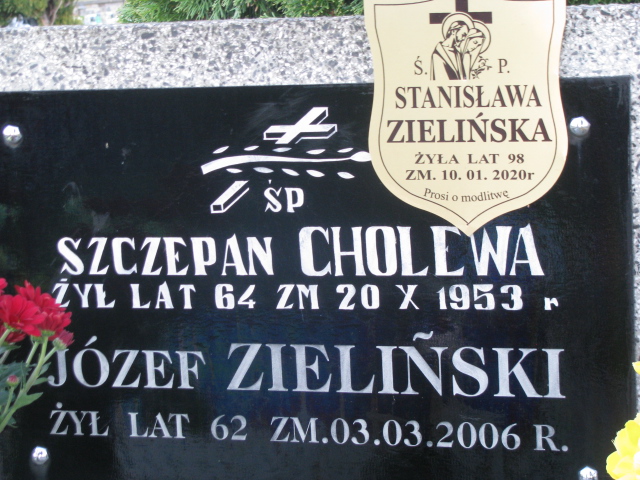 Ś. P.
STANISŁAWA
ZIELIŃSKA
ŻYŁA LAT 98
ZM. 10.01.2020r
Prosi o modlitwę
ŚP
SZCZEPAN CHOLEWA
ŻYŁ LAT 64 ZM 20 X 1953 r
JÓZEF ZIELIÑSKI
ŻYŁ LAT 62 ZM.03.03.2006 R.